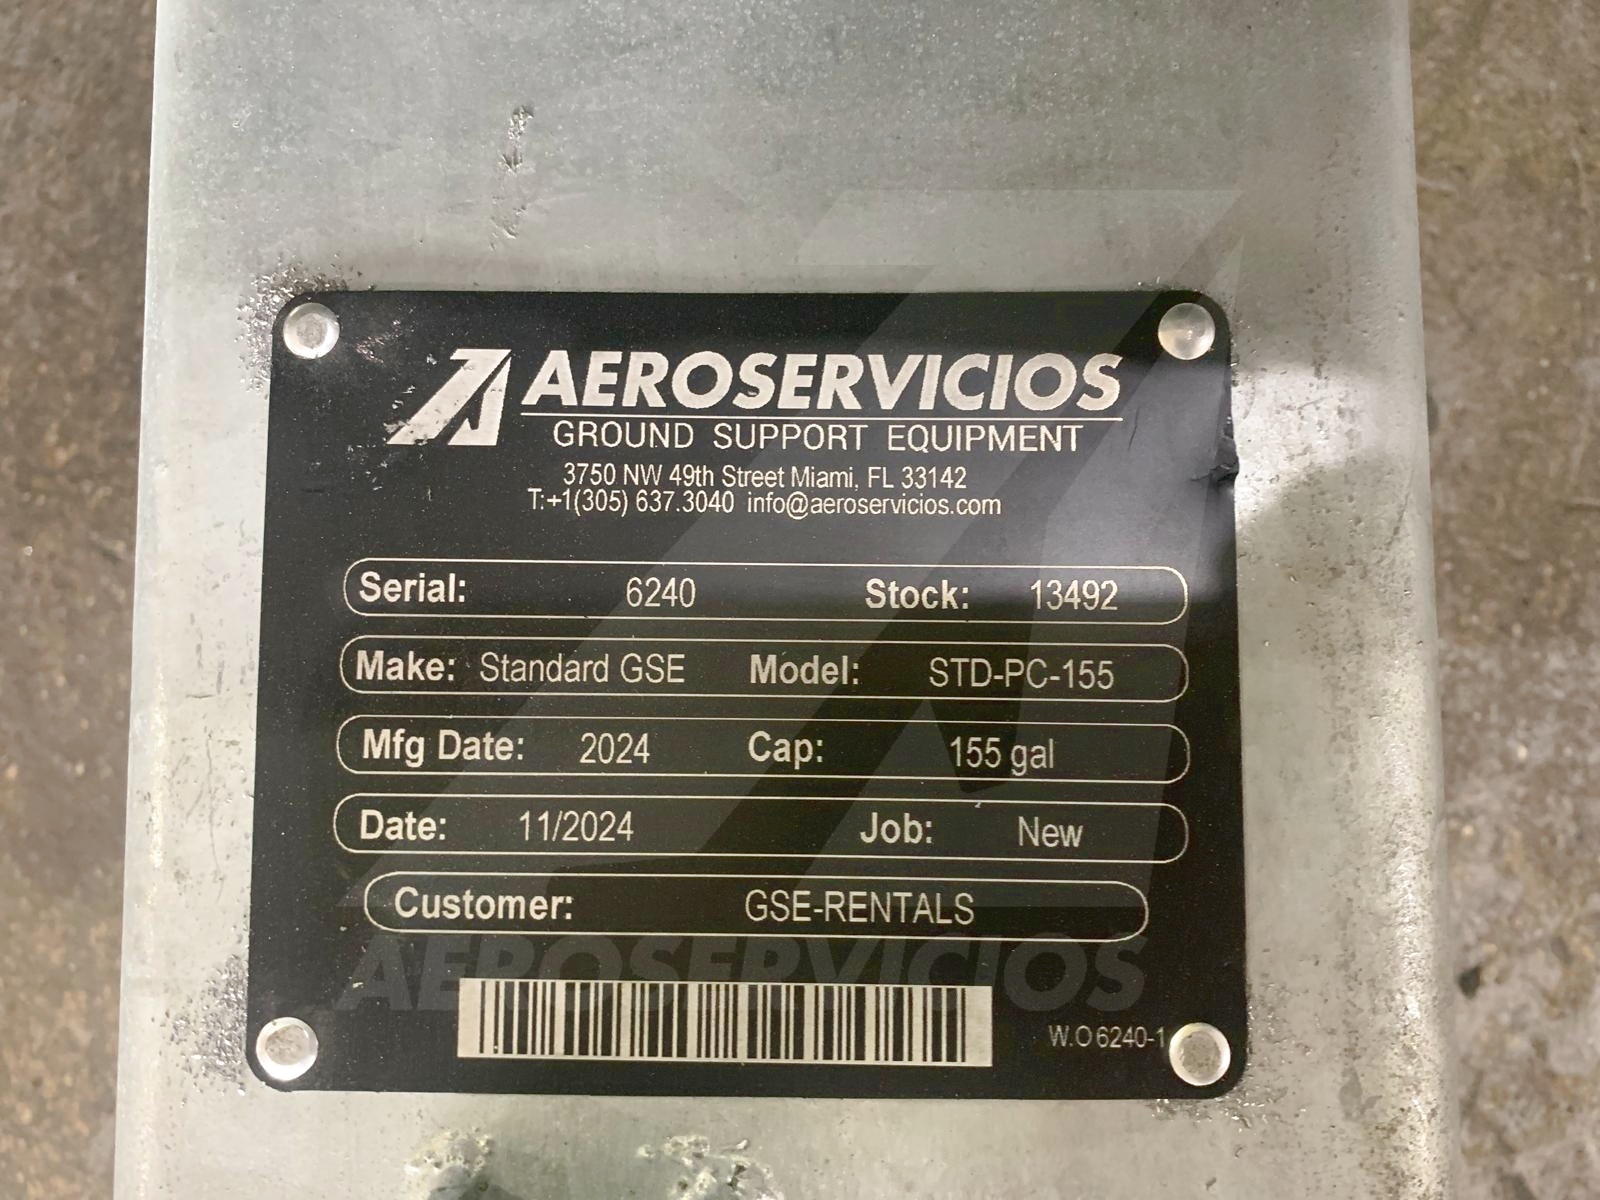 AEROSERVICIOS
GROUND SUPPORT EQUIPMENT
3750 NW 49th Street Miami, FL 33142
T:+1(305) 637.3040 info@aeroservicios.com
Serial: 6240 Stock: 13492
Make: Standard GSE Model: STD-PC-155
Mfg Date: 2024 Cap: 155 gal
Date: 11/2024 Job: New
Customer: GSE-RENTALS
AEROSERVICIOS
W.O 6240-1